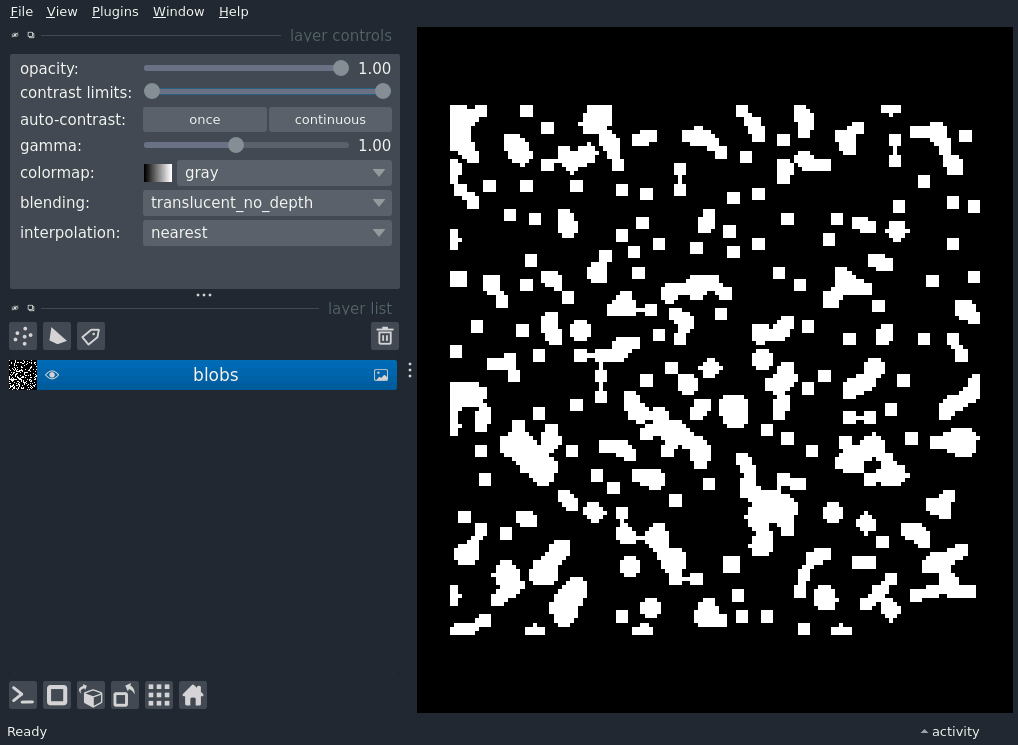 File View Plugins Window Help
layer controls
opacity: 1.00
contrast limits:
auto-contrast: once continuous
gamma: 1.00
colormap: gray
blending: translucent_no_depth
interpolation: nearest
layer list
blobs
Ready activity